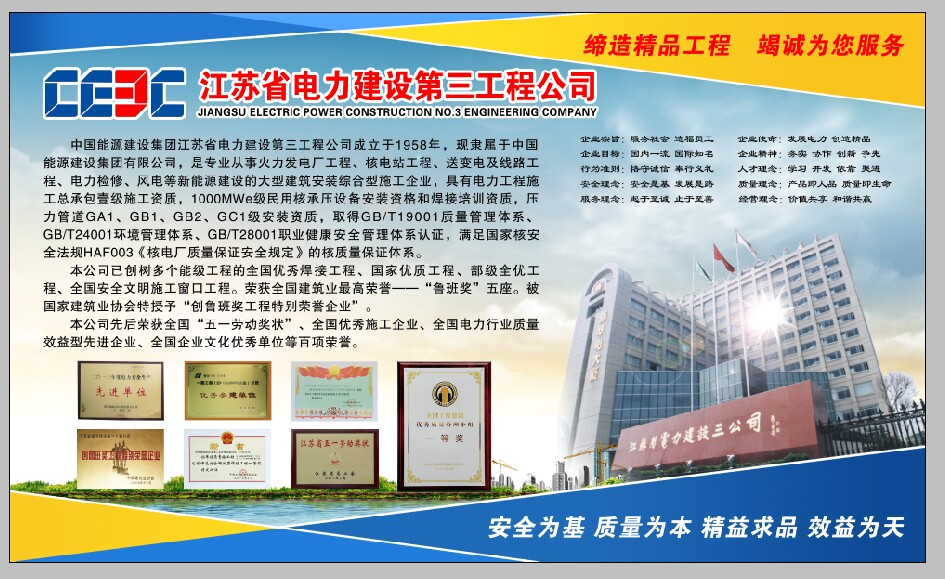 缔造精品工程 竭诚为您服务
CEEC 江苏省电力建设第三工程公司
JIANGSU ELECTRIC POWER CONSTRUCTION NO.3 ENGINEERING COMPANY
中国能源建设集团江苏省电力建设第三工程公司成立于1958年，现隶属于中国
能源建设集团有限公司，是专业从事火力发电厂工程、核电站工程、送变电及线路工
程、电力检修、风电等新能源建设的大型建筑安装综合型施工企业，具有电力工程施
工总承包壹级施工资质，1000MWe级民用核承压设备安装资格和焊接培训资质，压
力管道GA1、GB1、GB2、GC1级安装资质，取得GB/T19001质量管理体系、
GB/T24001环境管理体系、GB/T28001职业健康安全管理体系认证，满足国家核安
全法规HAF003《核电厂质量保证安全规定》的核质量保证体系。
本公司已创树多个能级工程的全国优秀焊接工程、国家优质工程、部级全优工
程、全国安全文明施工窗口工程。荣获全国建筑业最高荣誉——“鲁班奖”五座。被
国家建筑业协会特授予“创鲁班奖工程特别荣誉企业”。
本公司先后荣获全国“五一劳动奖状”、全国优秀施工企业、全国电力行业质量
效益型先进企业、全国企业文化优秀单位等百项荣誉。
企业宗旨：服务社会 造福员工
企业目标：国内一流 国际知名
行为准则：恪守诚信 奉行义礼
安全理念：安全是基 发展是路
服务理念：起于至诚 止于至善
企业使命：发展电力 创造精品
企业精神：务实 协作 创新 争先
人才理念：学习 开发 依靠 奥进
质量理念：产品即人品 质量即生命
经营理念：价值共享 和谐共赢
先进单位
优秀参建单位
创鲁班奖工程特别荣誉企业
江苏省五一劳动奖状
一等奖
江苏省电力建设三公司
安全为基 质量为本 精益求品 效益为天